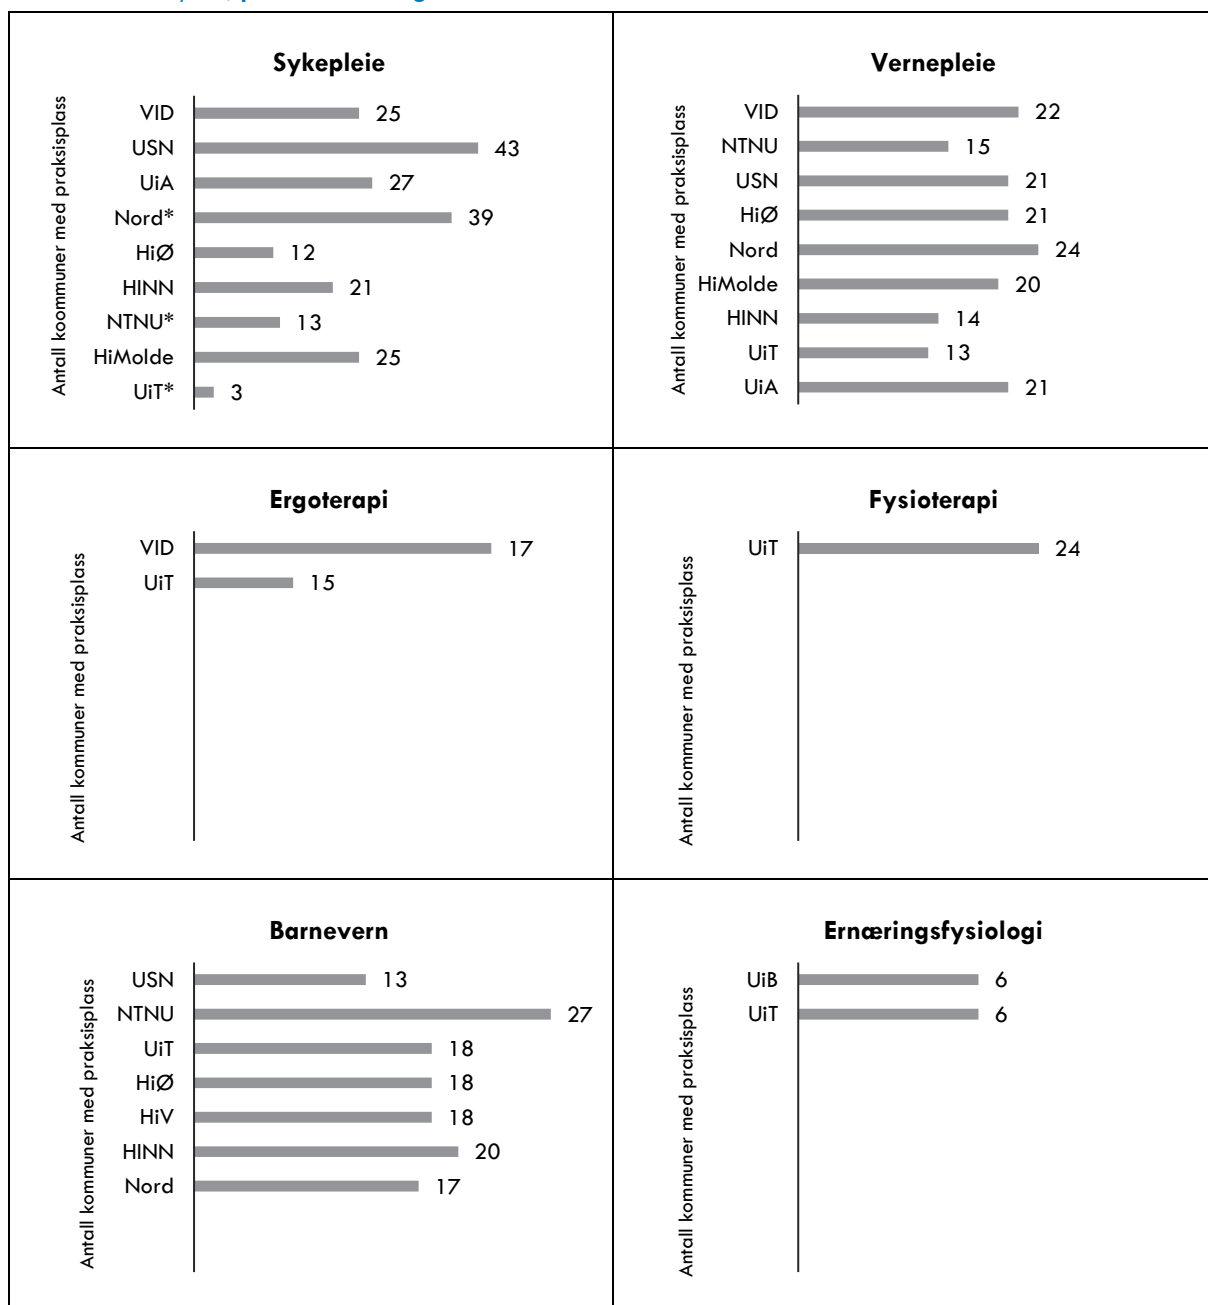 Sykepleie
Antall koommuner med praksisplass
VID 25
USN 43
UiA 27
Nord* 39
HiØ 12
HINN 21
NTNU* 13
HiMolde 25
UiT* 3
Vernepleie
Antall kommuner med praksisplass
VID 22
NTNU 15
USN 21
HiØ 21
Nord 24
HiMolde 20
HINN 14
UiT 13
UiA 21
Ergoterapi
Antall kommuner med praksisplass
VID 17
UiT 15
Fysioterapi
Antall kommuner med praksisplass
UiT 24
Barnevern
Antall kommuner med praksisplass
USN 13
NTNU 27
UiT 18
HiØ 18
HiV 18
HINN 20
Nord 17
Ernæringsfysiologi
Antall kommuner med praksisplass
UiB 6
UiT 6